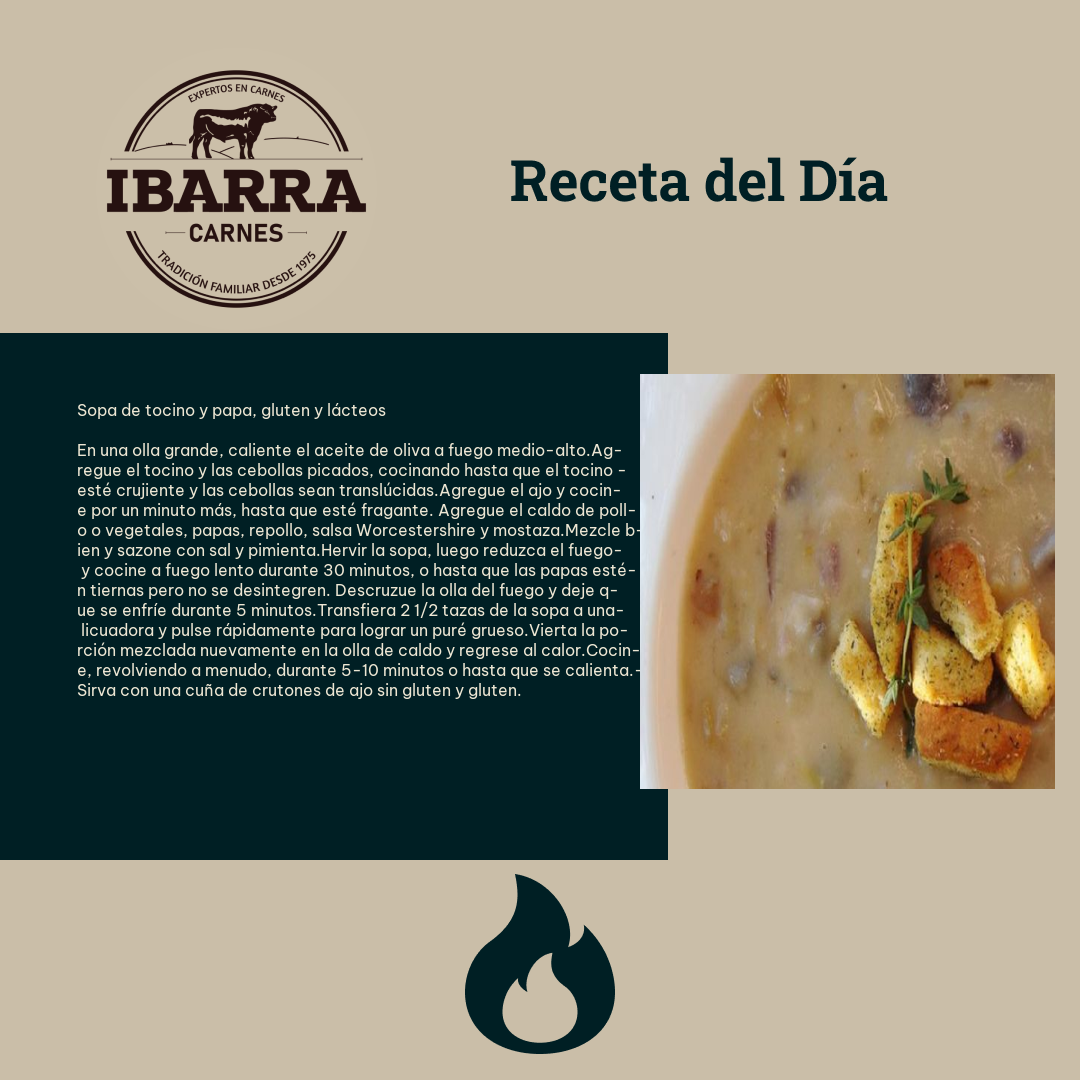 EXPERTOS EN CARNES
IBARRA
CARNES
TRADICIÓN FAMILIAR DESDE 1975
Receta del Día
Sopa de tocino y papa, gluten y lácteos
En una olla grande, caliente el aceite de oliva a fuego medio-alto.Ag-
regue el tocino y las cebollas picados, cocinando hasta que el tocino -
esté crujiente y las cebollas sean translúcidas.Agregue el ajo y cocin-
e por un minuto más, hasta que esté fragante. Agregue el caldo de poll-
o o vegetales, papas, repollo, salsa Worcestershire y mostaza.Mezcle b-
ien y sazone con sal y pimienta.Hervir la sopa, luego reduzca el fuego-
y cocine a fuego lento durante 30 minutos, o hasta que las papas esté-
n tiernas pero no se desintegren. Descruzue la olla del fuego y deje q-
ue se enfríe durante 5 minutos.Transfiera 2 1/2 tazas de la sopa a una-
licuadora y pulse rápidamente para lograr un puré grueso.Vierta la po-
rción mezclada nuevamente en la olla de caldo y regrese al calor.Cocin-
e, revolviendo a menudo, durante 5-10 minutos o hasta que se calienta.-
Sirva con una cuña de crutones de ajo sin gluten y gluten.